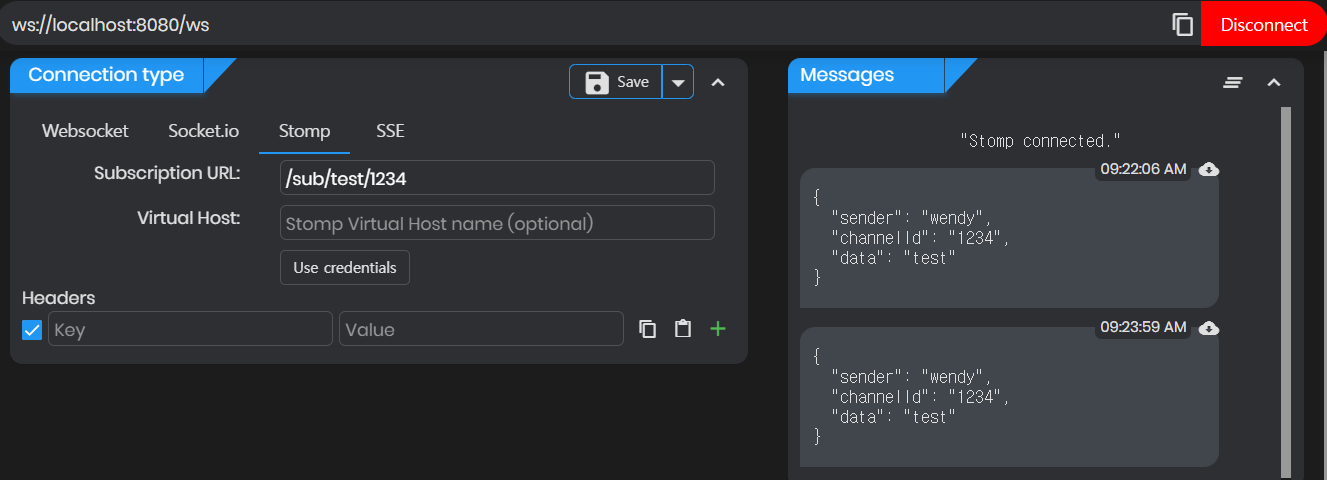 ws://localhost:8080/ws
Disconnect
Connection type
Save
Websocket
Socket.io
Stomp
SSE
Subscription URL:
/sub/test/1234
Virtual Host:
Stomp Virtual Host name (optional)
Use credentials
Headers
Key
Value
Messages
"Stomp connected."
09:22:06 AM
{
"sender": "wendy",
"channelId": "1234",
"data": "test"
}
09:23:59 AM
{
"sender": "wendy",
"channelId": "1234",
"data": "test"
}